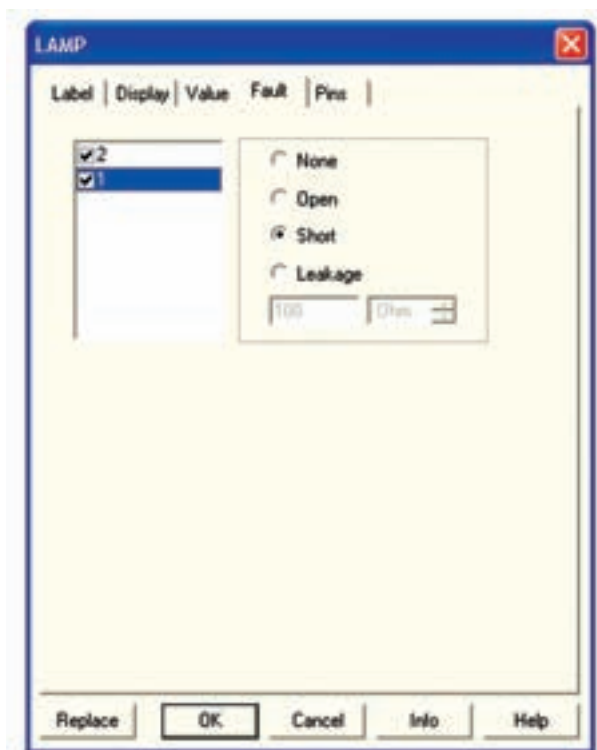 LAMP
Label Display Value Fault Pins
2
1
None
Open
Short
Leakage
100 Ohm
Replace OK Cancel Info Help